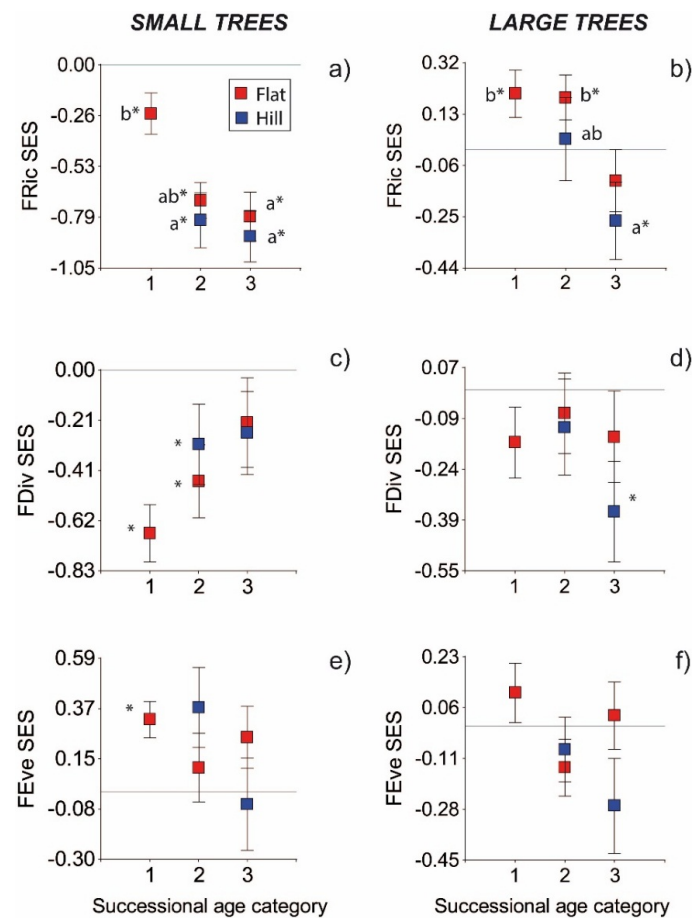 SMALL TREES
LARGE TREES
a)
0.00
-0.26
-0.53
-0.79
-1.05
FRic SES
b*
ab*
a*
a*
a*
Flat
Hill
1 2 3
b)
0.32
0.13
-0.06
-0.25
-0.44
FRic SES
b*
b*
ab
a*
1 2 3
c)
0.00
-0.21
-0.41
-0.62
-0.83
FDiv SES
*
*
*
1 2 3
d)
0.07
-0.09
-0.24
-0.39
-0.55
FDiv SES
*
1 2 3
e)
0.59
0.37
0.15
-0.08
-0.30
FEve SES
*
1 2 3
Successional age category
f)
0.23
0.06
-0.11
-0.28
-0.45
FEve SES
1 2 3
Successional age category